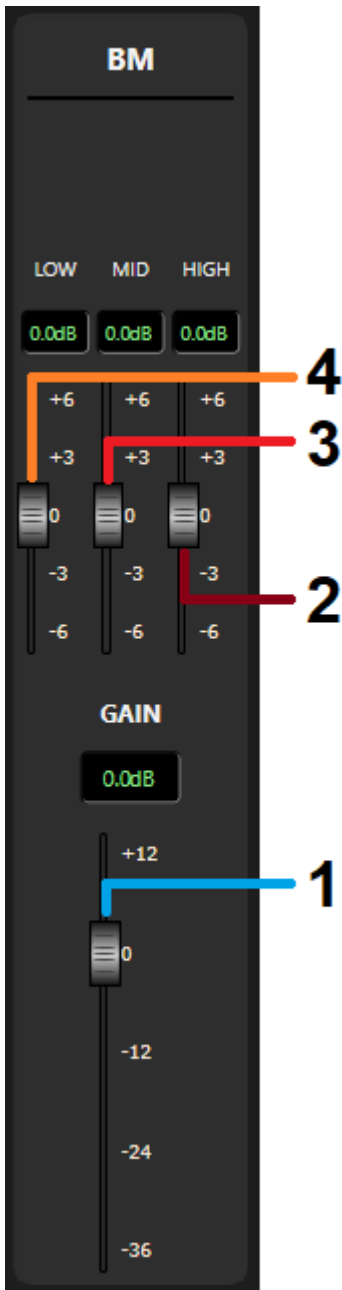 BM
LOW MID HIGH
0.0dB 0.0dB 0.0dB
4
+6 +6 +6
3
+3 +3 +3
0 0 0
-3 -3 -3
2
-6 -6 -6
GAIN
0.0dB
+12
1
0
-12
-24
-36